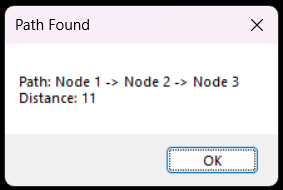 Path Found
Path: Node 1 -> Node 2 -> Node 3
Distance: 11
OK